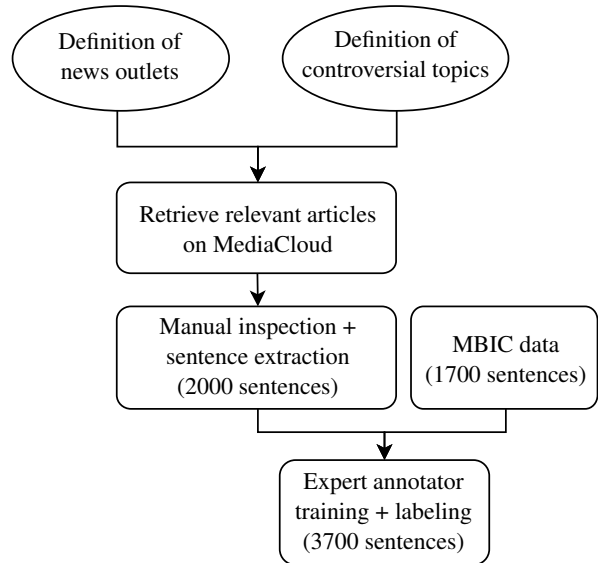 Definition of
news outlets
Definition of
controversial topics
Retrieve relevant articles
on MediaCloud
Manual inspection +
sentence extraction
(2000 sentences)
MBIC data
(1700 sentences)
Expert annotator
training + labeling
(3700 sentences)